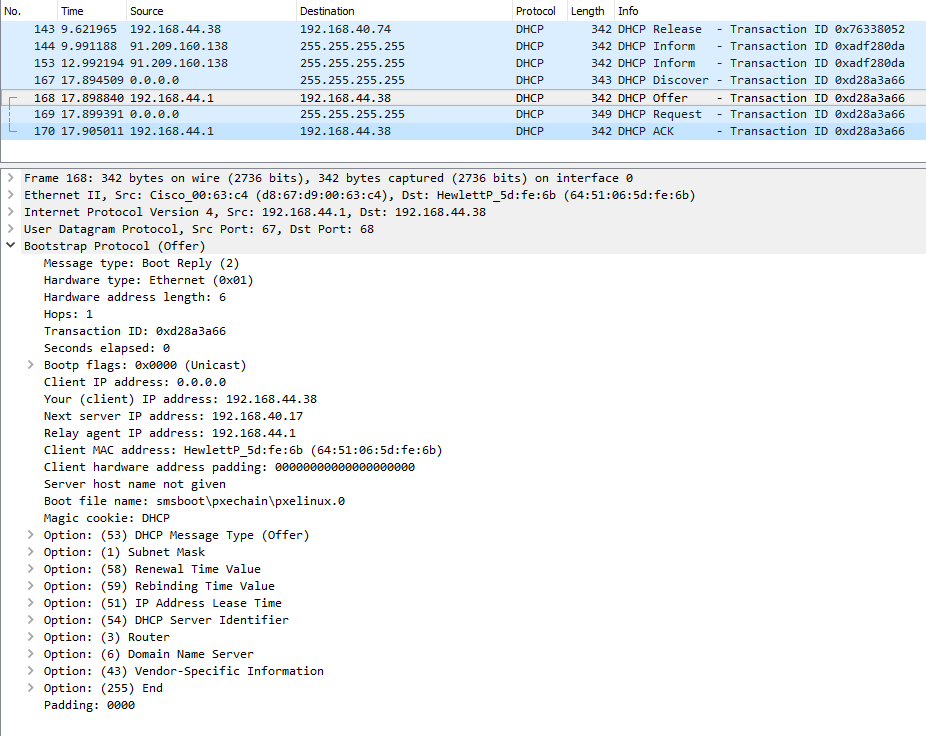 No. Time Source Destination Protocol Length Info
143 9.621965 192.168.44.38 192.168.40.74 DHCP 342 DHCP Release - Transaction ID 0x76338052
144 9.991188 91.209.160.138 255.255.255.255 DHCP 342 DHCP Inform - Transaction ID 0xadf280da
153 12.992194 91.209.160.138 255.255.255.255 DHCP 342 DHCP Inform - Transaction ID 0xadf280da
167 17.894509 0.0.0.0 255.255.255.255 DHCP 343 DHCP Discover - Transaction ID 0xd28a3a66
168 17.898840 192.168.44.1 192.168.44.38 DHCP 342 DHCP Offer - Transaction ID 0xd28a3a66
169 17.899391 0.0.0.0 255.255.255.255 DHCP 349 DHCP Request - Transaction ID 0xd28a3a66
170 17.905011 192.168.44.1 192.168.44.38 DHCP 342 DHCP ACK - Transaction ID 0xd28a3a66
Frame 168: 342 bytes on wire (2736 bits), 342 bytes captured (2736 bits) on interface 0
Ethernet II, Src: Cisco_00:63:c4 (d8:67:d9:00:63:c4), Dst: HewlettP_5d:fe:6b (64:51:06:5d:fe:6b)
Internet Protocol Version 4, Src: 192.168.44.1, Dst: 192.168.44.38
User Datagram Protocol, Src Port: 67, Dst Port: 68
Bootstrap Protocol (Offer)
Message type: Boot Reply (2)
Hardware type: Ethernet (0x01)
Hardware address length: 6
Hops: 1
Transaction ID: 0xd28a3a66
Seconds elapsed: 0
Bootp flags: 0x0000 (Unicast)
Client IP address: 0.0.0.0
Your (client) IP address: 192.168.44.38
Next server IP address: 192.168.40.17
Relay agent IP address: 192.168.44.1
Client MAC address: HewlettP_5d:fe:6b (64:51:06:5d:fe:6b)
Client hardware address padding: 00000000000000000000
Server host name not given
Boot file name: smsboot\pxechain\pxelinux.0
Magic cookie: DHCP
Option: (53) DHCP Message Type (Offer)
Option: (1) Subnet Mask
Option: (58) Renewal Time Value
Option: (59) Rebinding Time Value
Option: (51) IP Address Lease Time
Option: (54) DHCP Server Identifier
Option: (3) Router
Option: (6) Domain Name Server
Option: (43) Vendor-Specific Information
Option: (255) End
Padding: 0000